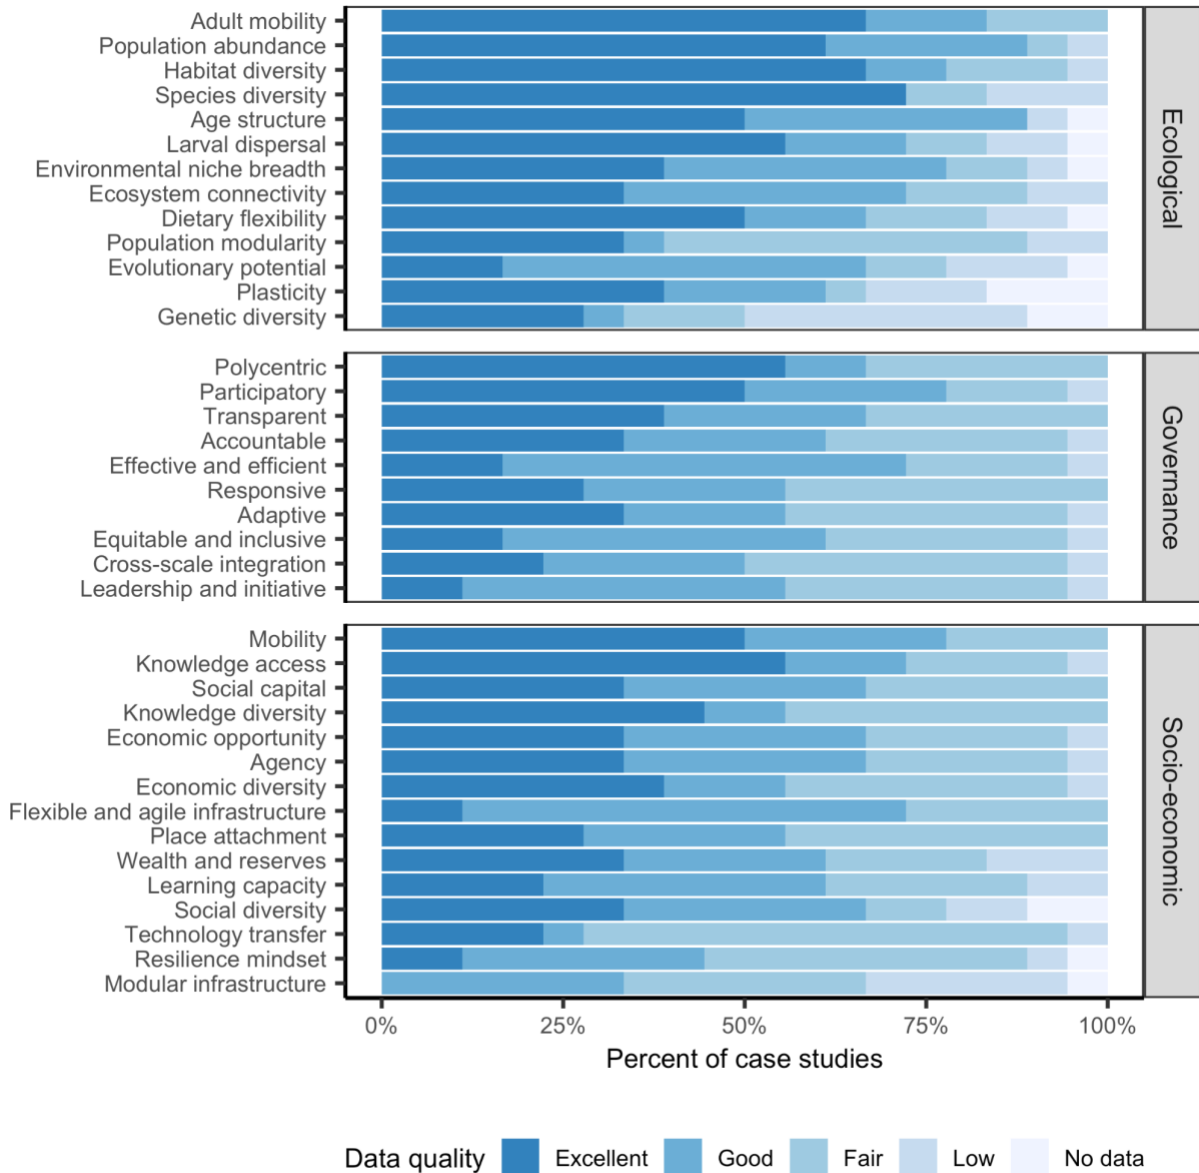 Adult mobility
Population abundance
Habitat diversity
Species diversity
Age structure
Larval dispersal
Environmental niche breadth
Ecosystem connectivity
Dietary flexibility
Population modularity
Evolutionary potential
Plasticity
Genetic diversity
Ecological
Polycentric
Participatory
Transparent
Accountable
Effective and efficient
Responsive
Adaptive
Equitable and inclusive
Cross-scale integration
Leadership and initiative
Governance
Mobility
Knowledge access
Social capital
Knowledge diversity
Economic opportunity
Agency
Economic diversity
Flexible and agile infrastructure
Place attachment
Wealth and reserves
Learning capacity
Social diversity
Technology transfer
Resilience mindset
Modular infrastructure
Socio-economic
0% 25% 50% 75% 100%
Percent of case studies
Data quality Excellent Good Fair Low No data